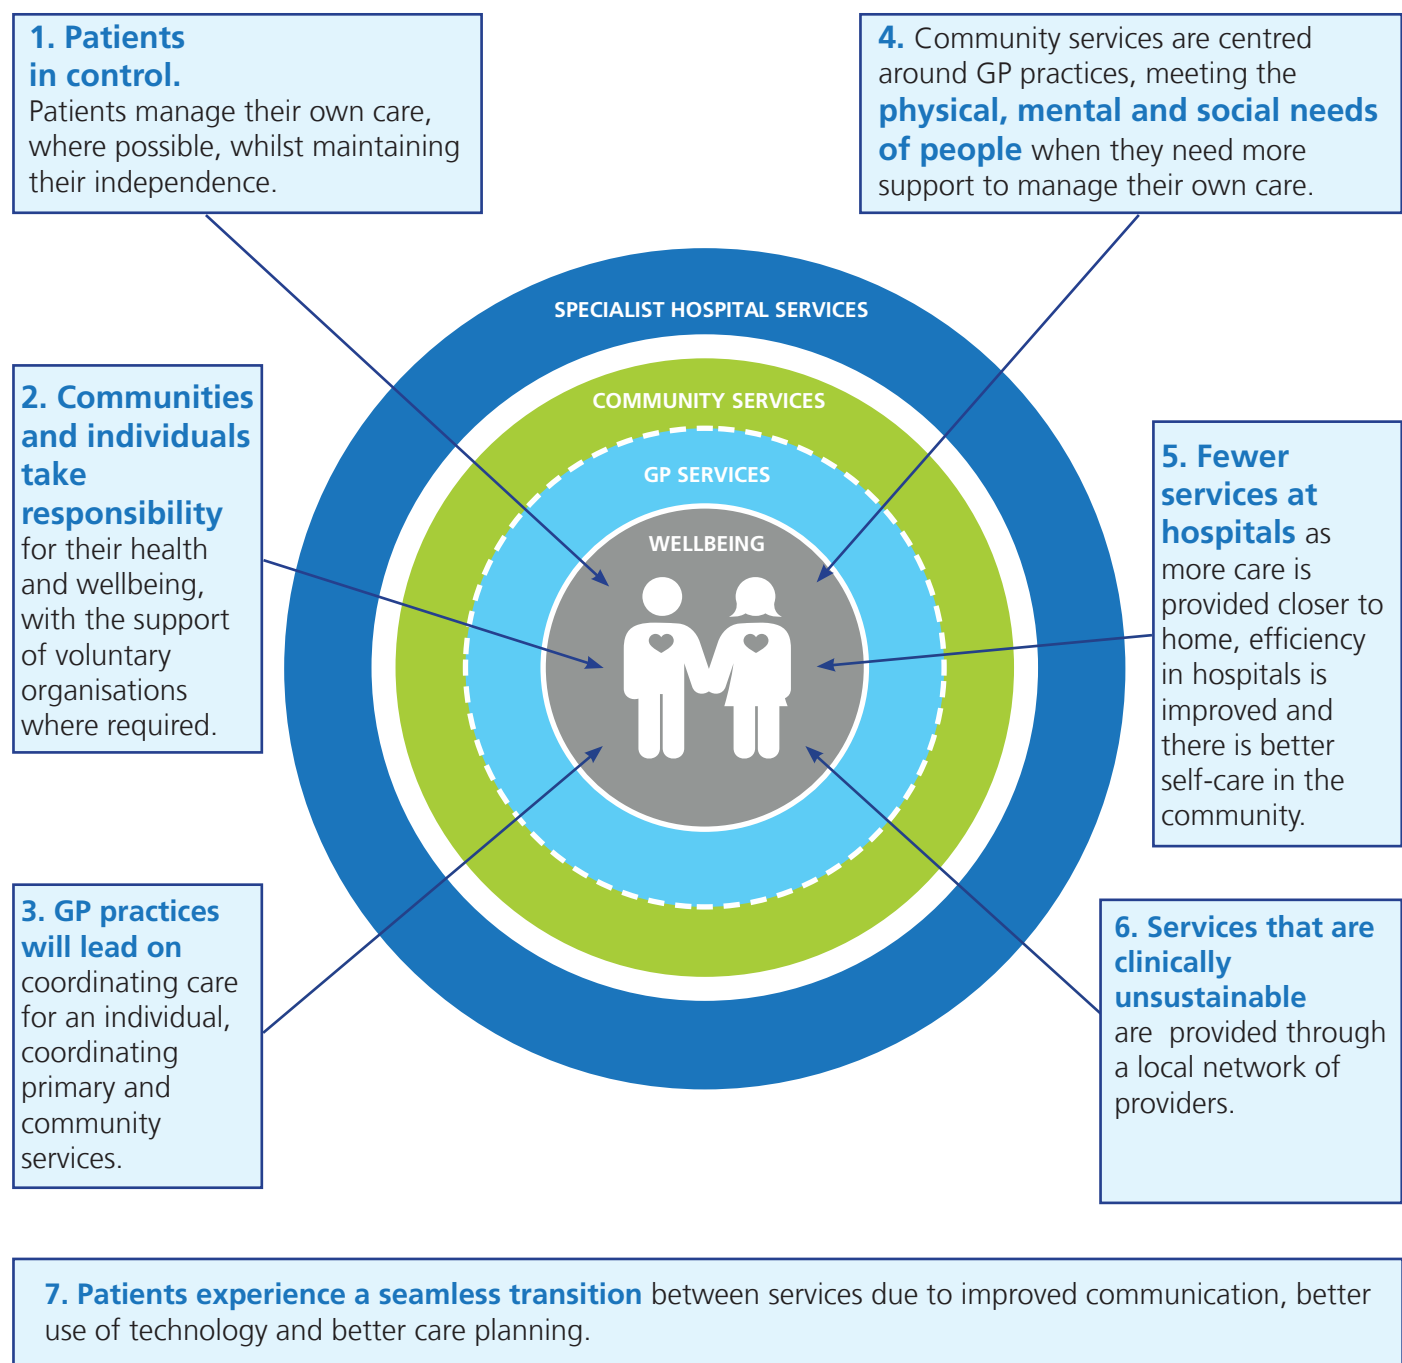 1. Patients
in control.
Patients manage their own care,
where possible, whilst maintaining
their independence.
4. Community services are centred
around GP practices, meeting the
physical, mental and social needs
of people when they need more
support to manage their own care.
SPECIALIST HOSPITAL SERVICES
COMMUNITY SERVICES
GP SERVICES
WELLBEING
2. Communities
and individuals
take
responsibility
for their health
and wellbeing,
with the support
of voluntary
organisations
where required.
5. Fewer
services at
hospitals as
more care is
provided closer to
home, efficiency
in hospitals is
improved and
there is better
self-care in the
community.
3. GP practices
will lead on
coordinating care
for an individual,
coordinating
primary and
community
services.
6. Services that are
clinically
unsustainable
are provided through
a local network of
providers.
7. Patients experience a seamless transition between services due to improved communication, better
use of technology and better care planning.